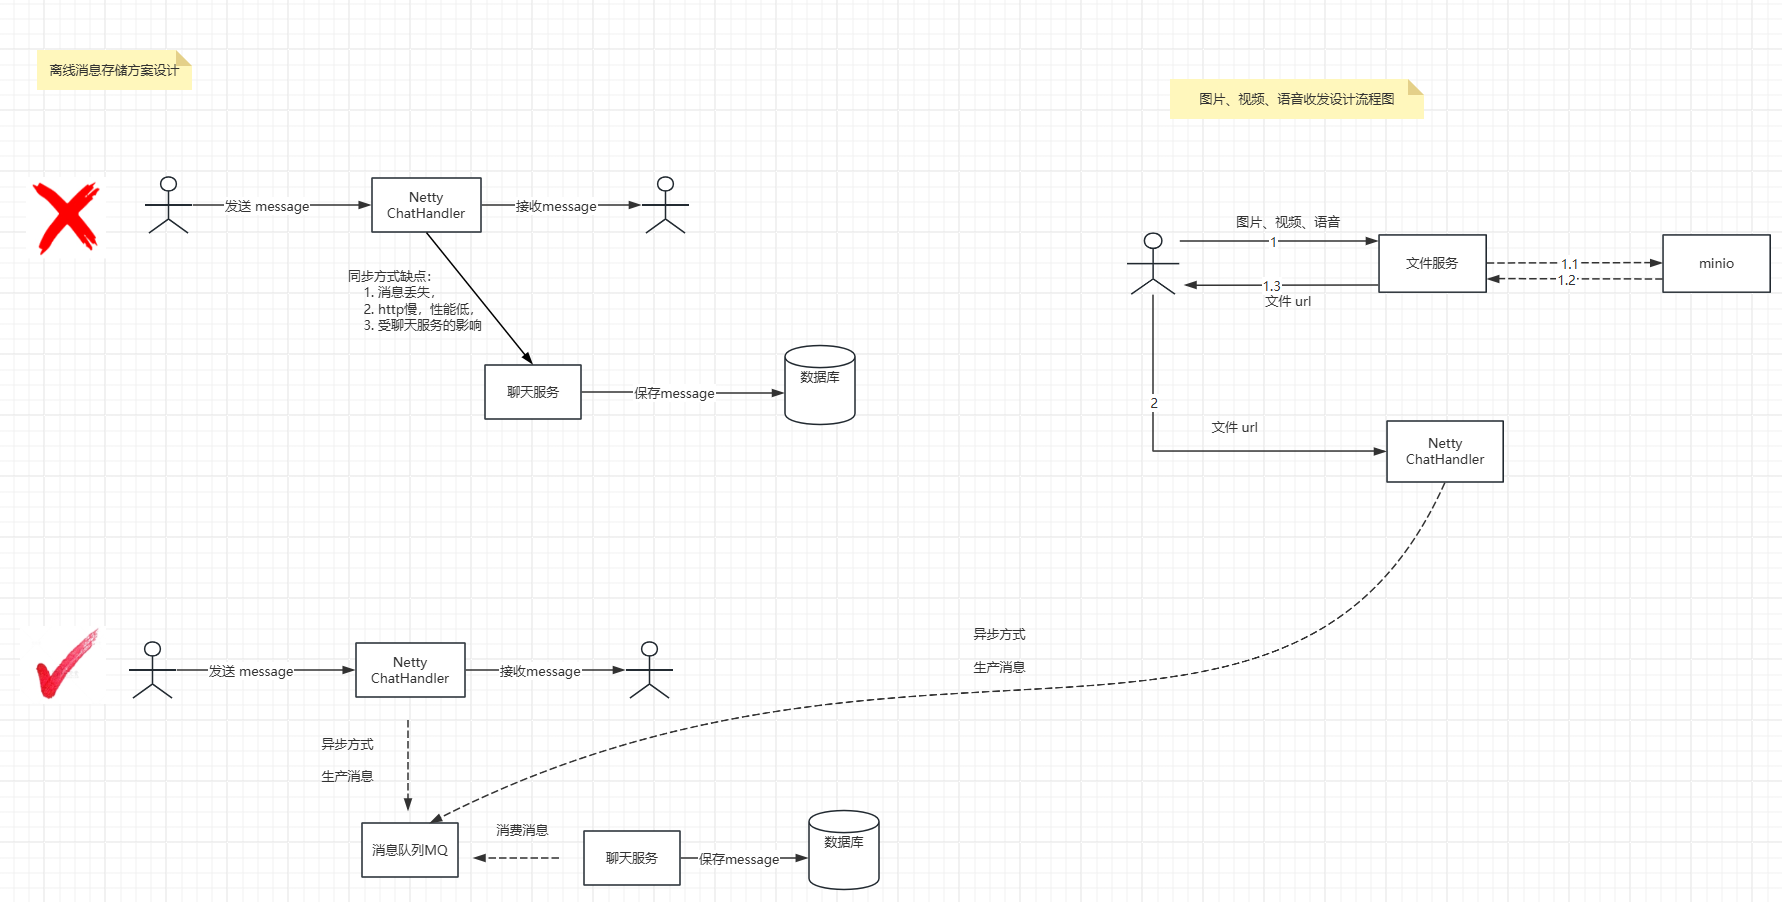 离线消息存储方案设计
发送 message
Netty
ChatHandler
接收message
同步方式缺点：
1. 消息丢失，
2. http慢，性能低，
3. 受聊天服务的影响
聊天服务
保存message
数据库
发送 message
Netty
ChatHandler
接收message
异步方式
生产消息
消息队列MQ
消费消息
聊天服务
保存message
数据库
图片、视频、语音收发设计流程图
图片、视频、语音
1
文件服务
1.1
1.2
minio
1.3
文件 url
2
文件 url
Netty
ChatHandler
异步方式
生产消息